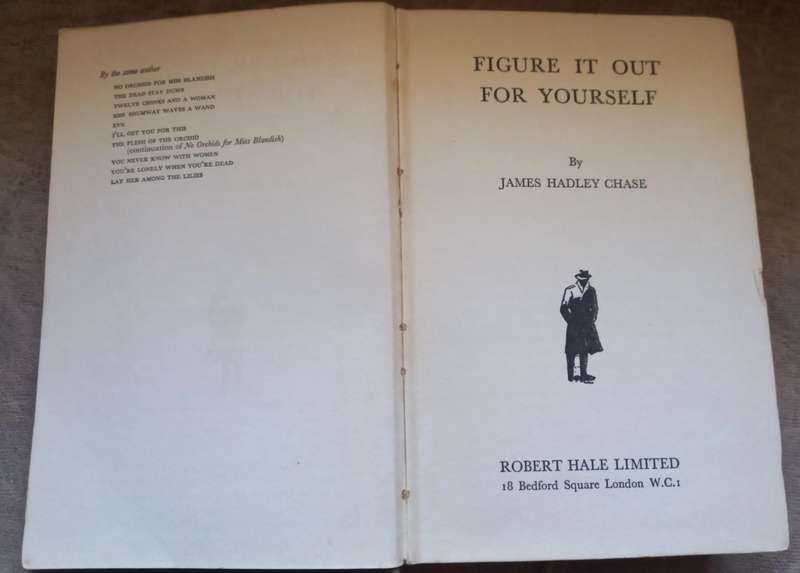 By the same author
NO ORCHIDS FOR MISS BLANDISH
THE DEAD STAY DUMB
TWELVE CHINKS AND A WOMAN
MISS SHUMWAY WAVES A WAND
EVE
I'LL GET YOU FOR THIS
THE FLESH OF THE ORCHID
(continuation of No Orchids for Miss Blandish)
YOU NEVER KNOW WITH WOMEN
YOU'RE LONELY WHEN YOU'RE DEAD
LAY HER AMONG THE LILIES
FIGURE IT OUT
FOR YOURSELF
By
JAMES HADLEY CHASE
ROBERT HALE LIMITED
18 Bedford Square London W.C.1